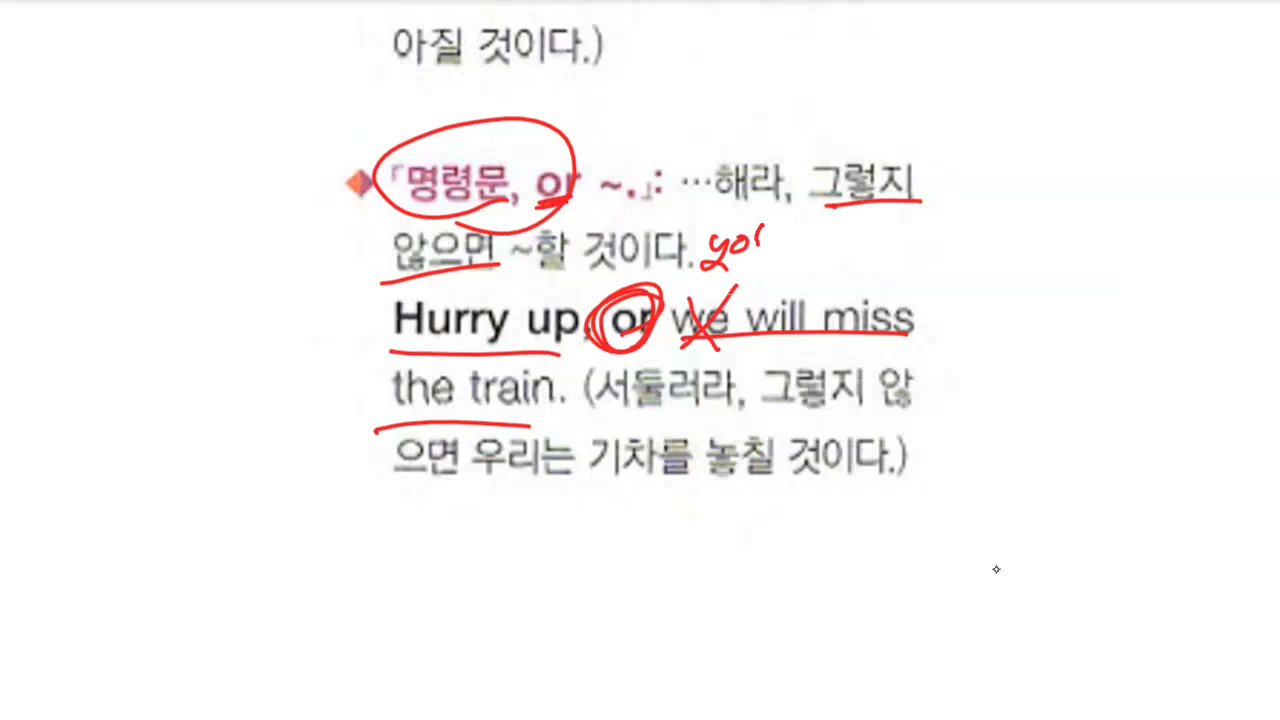 아질 것이다.)
「명령문, or ~.」: …해라, 그렇지
않으면 ~할 것이다.
Hurry up, or we will miss
the train. (서둘러라, 그렇지 않
으면 우리는 기차를 놓칠 것이다.)